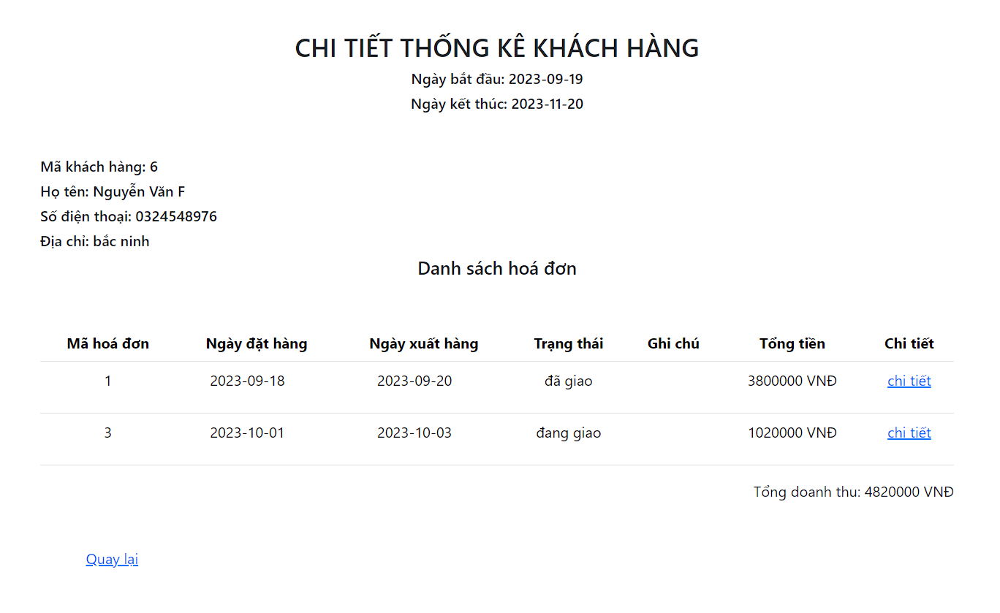 CHI TIẾT THỐNG KÊ KHÁCH HÀNG
Ngày bắt đầu: 2023-09-19
Ngày kết thúc: 2023-11-20
Mã khách hàng: 6
Họ tên: Nguyễn Văn F
Số điện thoại: 0324548976
Địa chỉ: bắc ninh
Danh sách hoá đơn
Mã hoá đơn Ngày đặt hàng Ngày xuất hàng Trạng thái Ghi chú Tổng tiền Chi tiết
1 2023-09-18 2023-09-20 đã giao 3800000 VNĐ chi tiết
3 2023-10-01 2023-10-03 đang giao 1020000 VNĐ chi tiết
Tổng doanh thu: 4820000 VNĐ
Quay lại